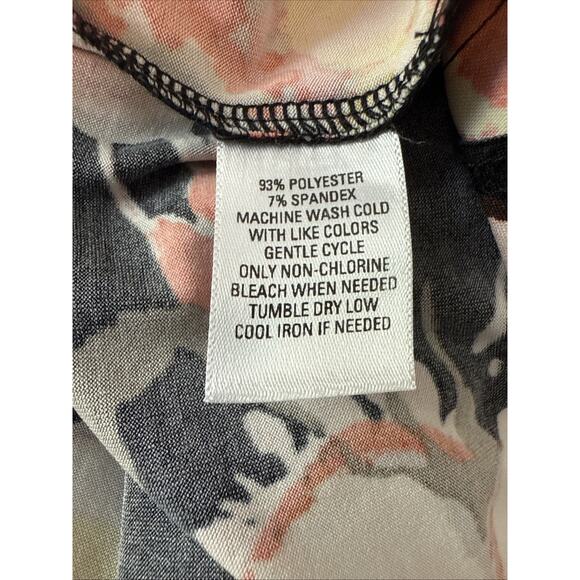 93% POLYESTER
7% SPANDEX
MACHINE WASH COLD
WITH LIKE COLORS
GENTLE CYCLE
ONLY NON-CHLORINE
BLEACH WHEN NEEDED
TUMBLE DRY LOW
COOL IRON IF NEEDED